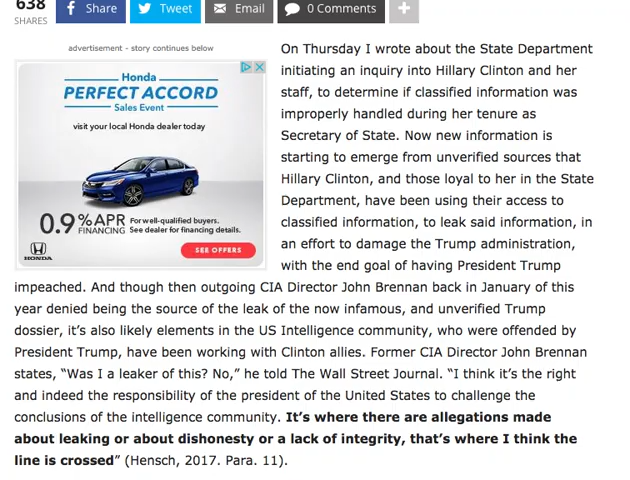 638
SHARES
Share
Tweet
Email
0 Comments
+
advertisement - story continues below
Honda
PERFECT ACCORD
Sales Event
visit your local Honda dealer today
0.9% APR FINANCING
For well-qualified buyers.
See dealer for financing details.
HONDA
SEE OFFERS
On Thursday I wrote about the State Department
initiating an inquiry into Hillary Clinton and her
staff, to determine if classified information was
improperly handled during her tenure as
Secretary of State. Now new information is
starting to emerge from unverified sources that
Hillary Clinton, and those loyal to her in the State
Department, have been using their access to
classified information, to leak said information, in
an effort to damage the Trump administration,
with the end goal of having President Trump
impeached. And though then outgoing CIA Director John Brennan back in January of this
year denied being the source of the leak of the now infamous, and unverified Trump
dossier, it’s also likely elements in the US Intelligence community, who were offended by
President Trump, have been working with Clinton allies. Former CIA Director John Brennan
states, “Was I a leaker of this? No,” he told The Wall Street Journal. “I think it’s the right
and indeed the responsibility of the president of the United States to challenge the
conclusions of the intelligence community. It’s where there are allegations made
about leaking or about dishonesty or a lack of integrity, that’s where I think the
line is crossed” (Hensch, 2017. Para. 11).